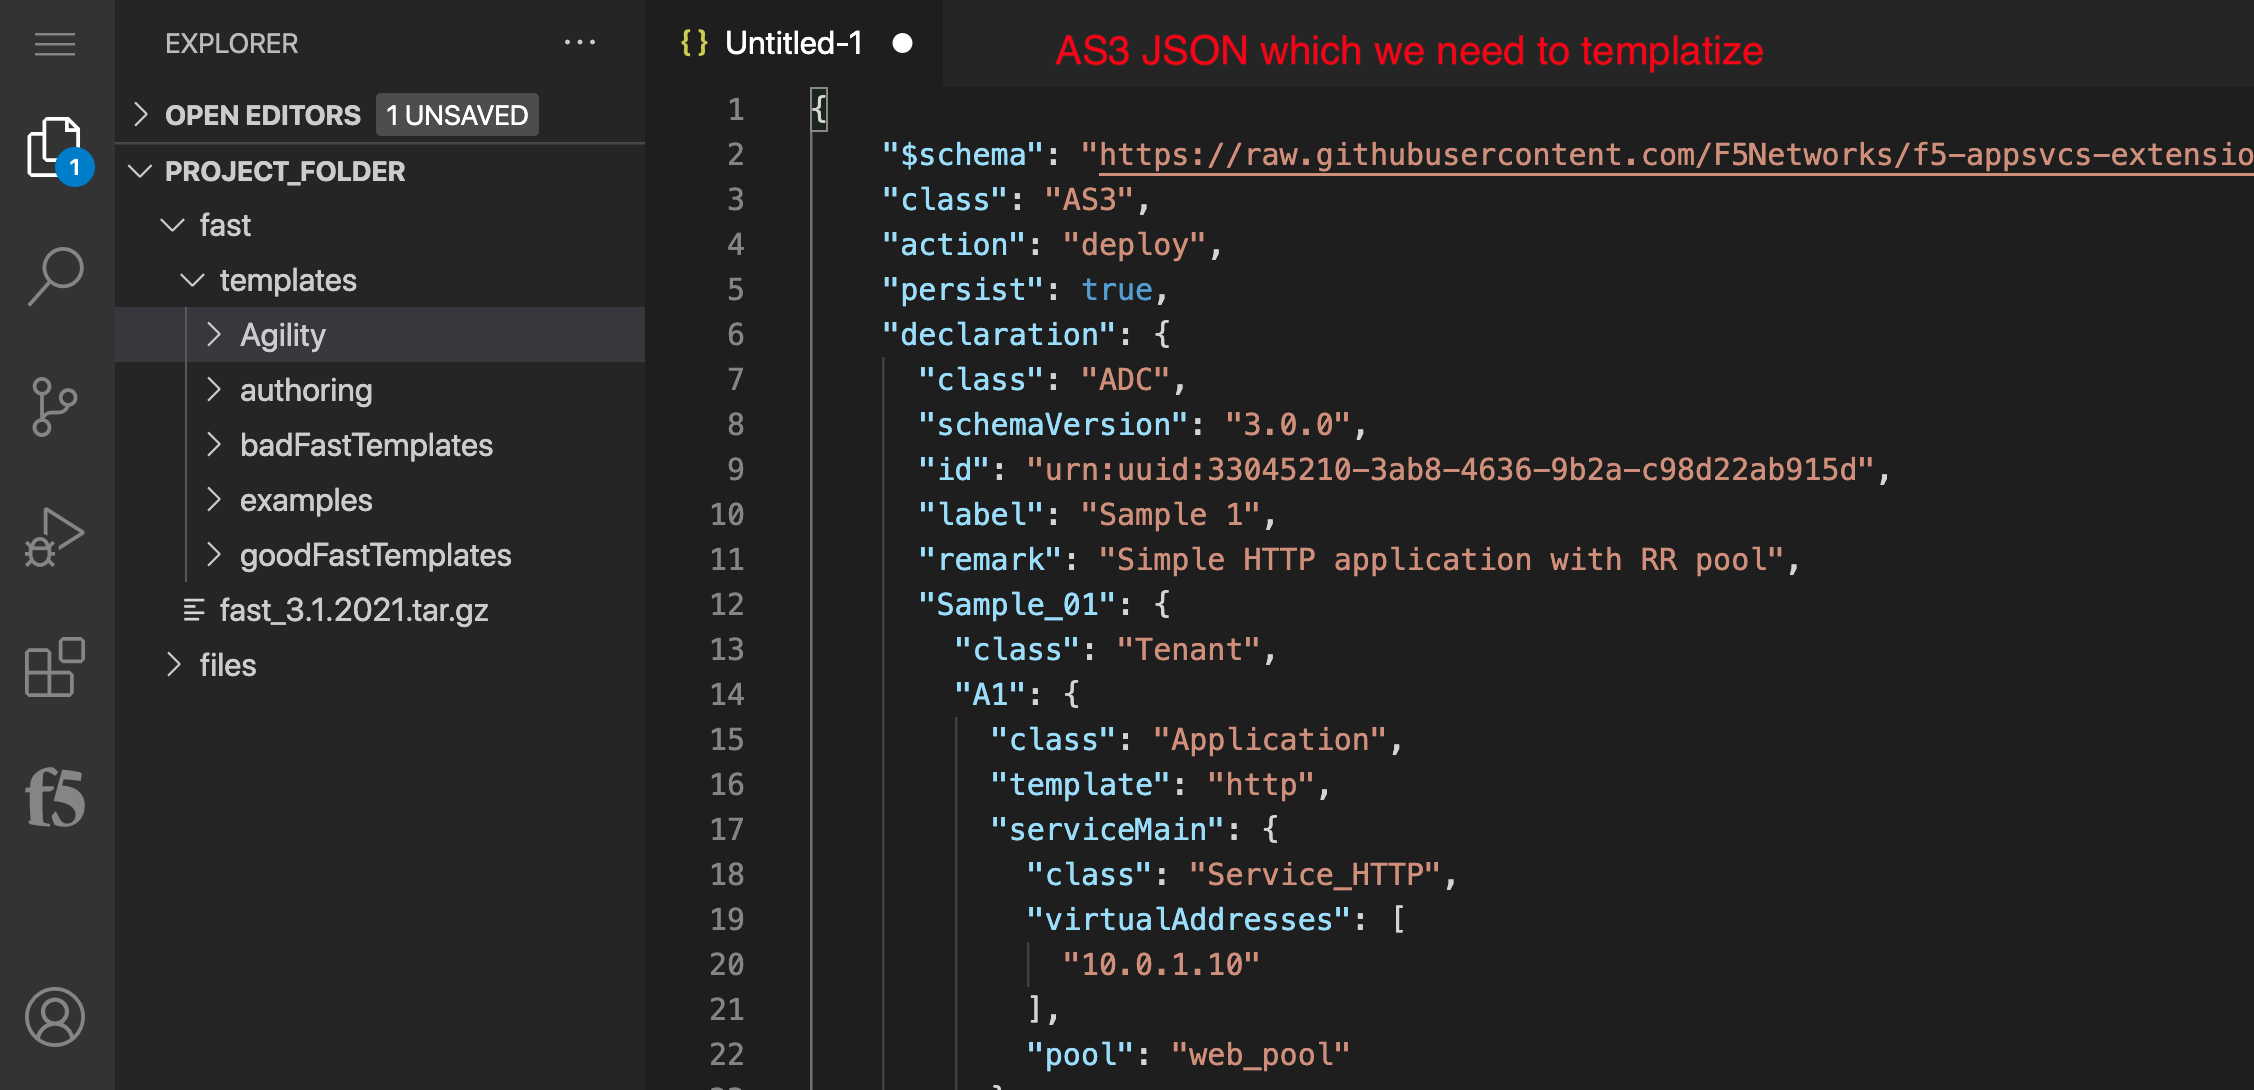 EXPLORER
OPEN EDITORS 1 UNSAVED
PROJECT_FOLDER
fast
templates
Agility
authoring
badFastTemplates
examples
goodFastTemplates
fast_3.1.2021.tar.gz
files
1
f5
{} Untitled-1
AS3 JSON which we need to templatize
1 {
2 "$schema": "https://raw.githubusercontent.com/F5Networks/f5-appsvcs-extensio
3 "class": "AS3",
4 "action": "deploy",
5 "persist": true,
6 "declaration": {
7 "class": "ADC",
8 "schemaVersion": "3.0.0",
9 "id": "urn:uuid:33045210-3ab8-4636-9b2a-c98d22ab915d",
10 "label": "Sample 1",
11 "remark": "Simple HTTP application with RR pool",
12 "Sample_01": {
13 "class": "Tenant",
14 "A1": {
15 "class": "Application",
16 "template": "http",
17 "serviceMain": {
18 "class": "Service_HTTP",
19 "virtualAddresses": [
20 "10.0.1.10"
21 ],
22 "pool": "web_pool"